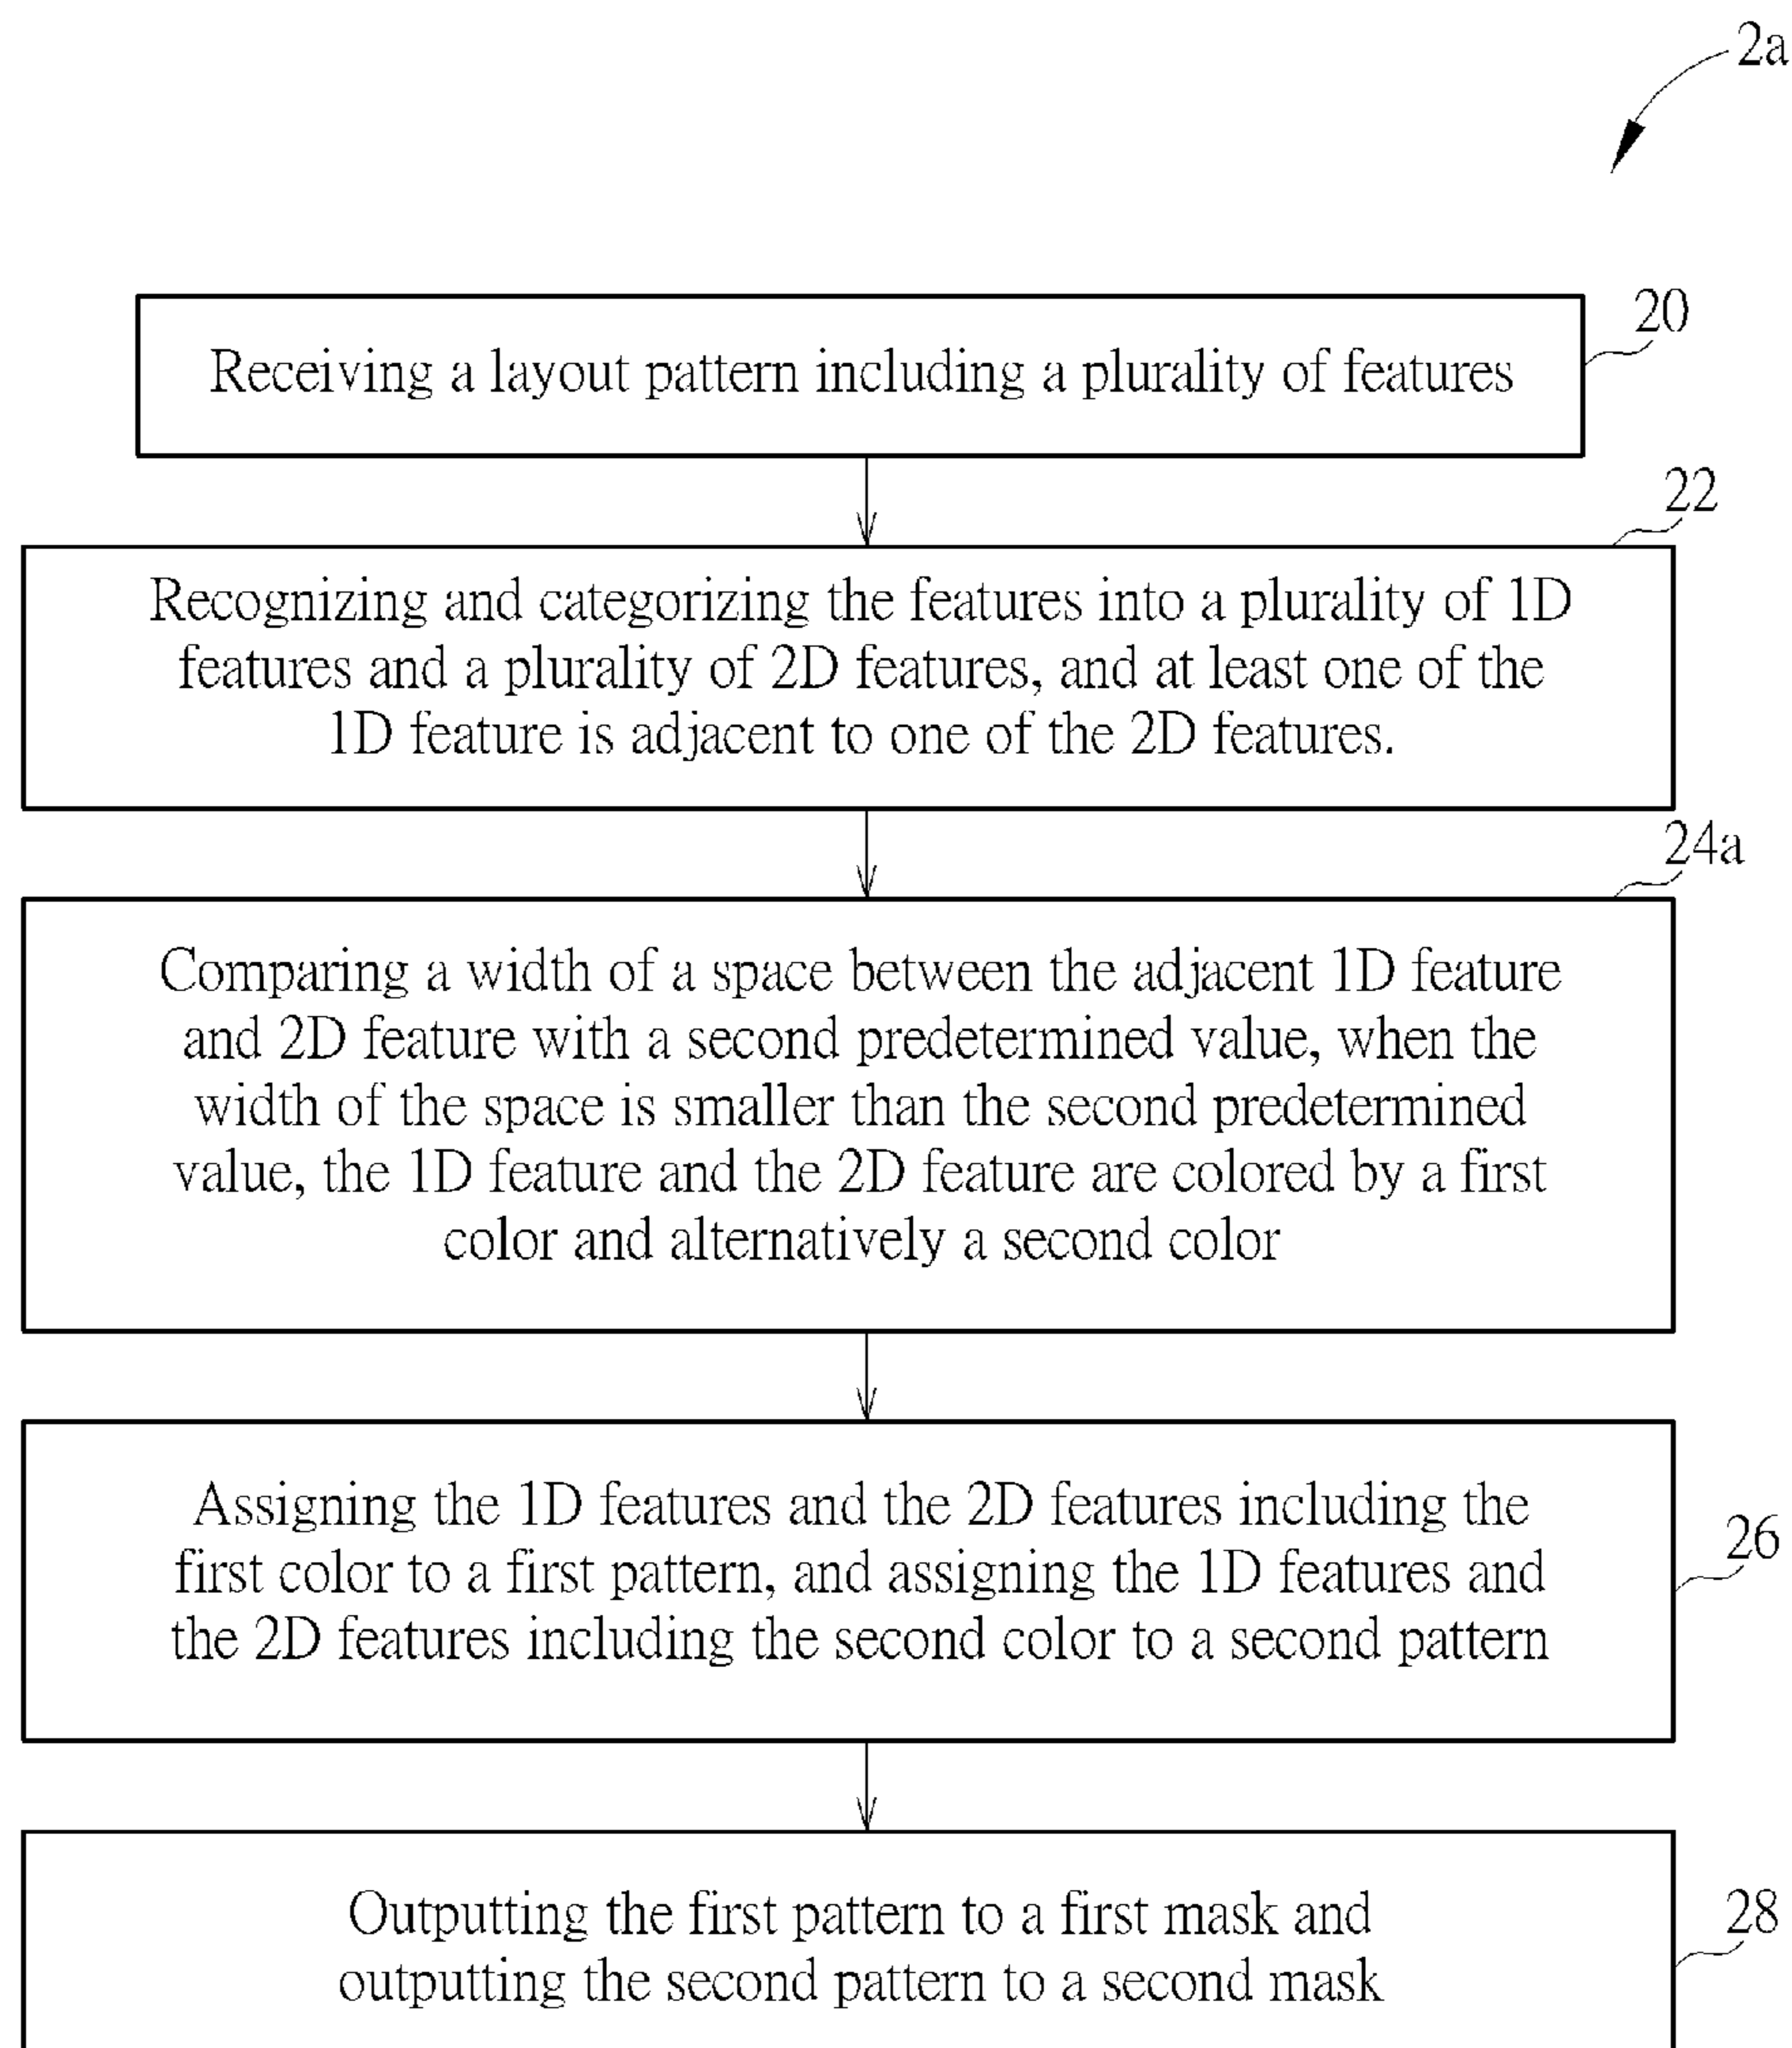 2a
20
Receiving a layout pattern including a plurality of features
22
Recognizing and categorizing the features into a plurality of 1D
features and a plurality of 2D features, and at least one of the
1D feature is adjacent to one of the 2D features.
24a
Comparing a width of a space between the adjacent 1D feature
and 2D feature with a second predetermined value, when the
width of the space is smaller than the second predetermined
value, the 1D feature and the 2D feature are colored by a first
color and alternatively a second color
Assigning the 1D features and the 2D features including the
first color to a first pattern, and assigning the 1D features and
the 2D features including the second color to a second pattern
26
Outputting the first pattern to a first mask and
outputting the second pattern to a second mask
28